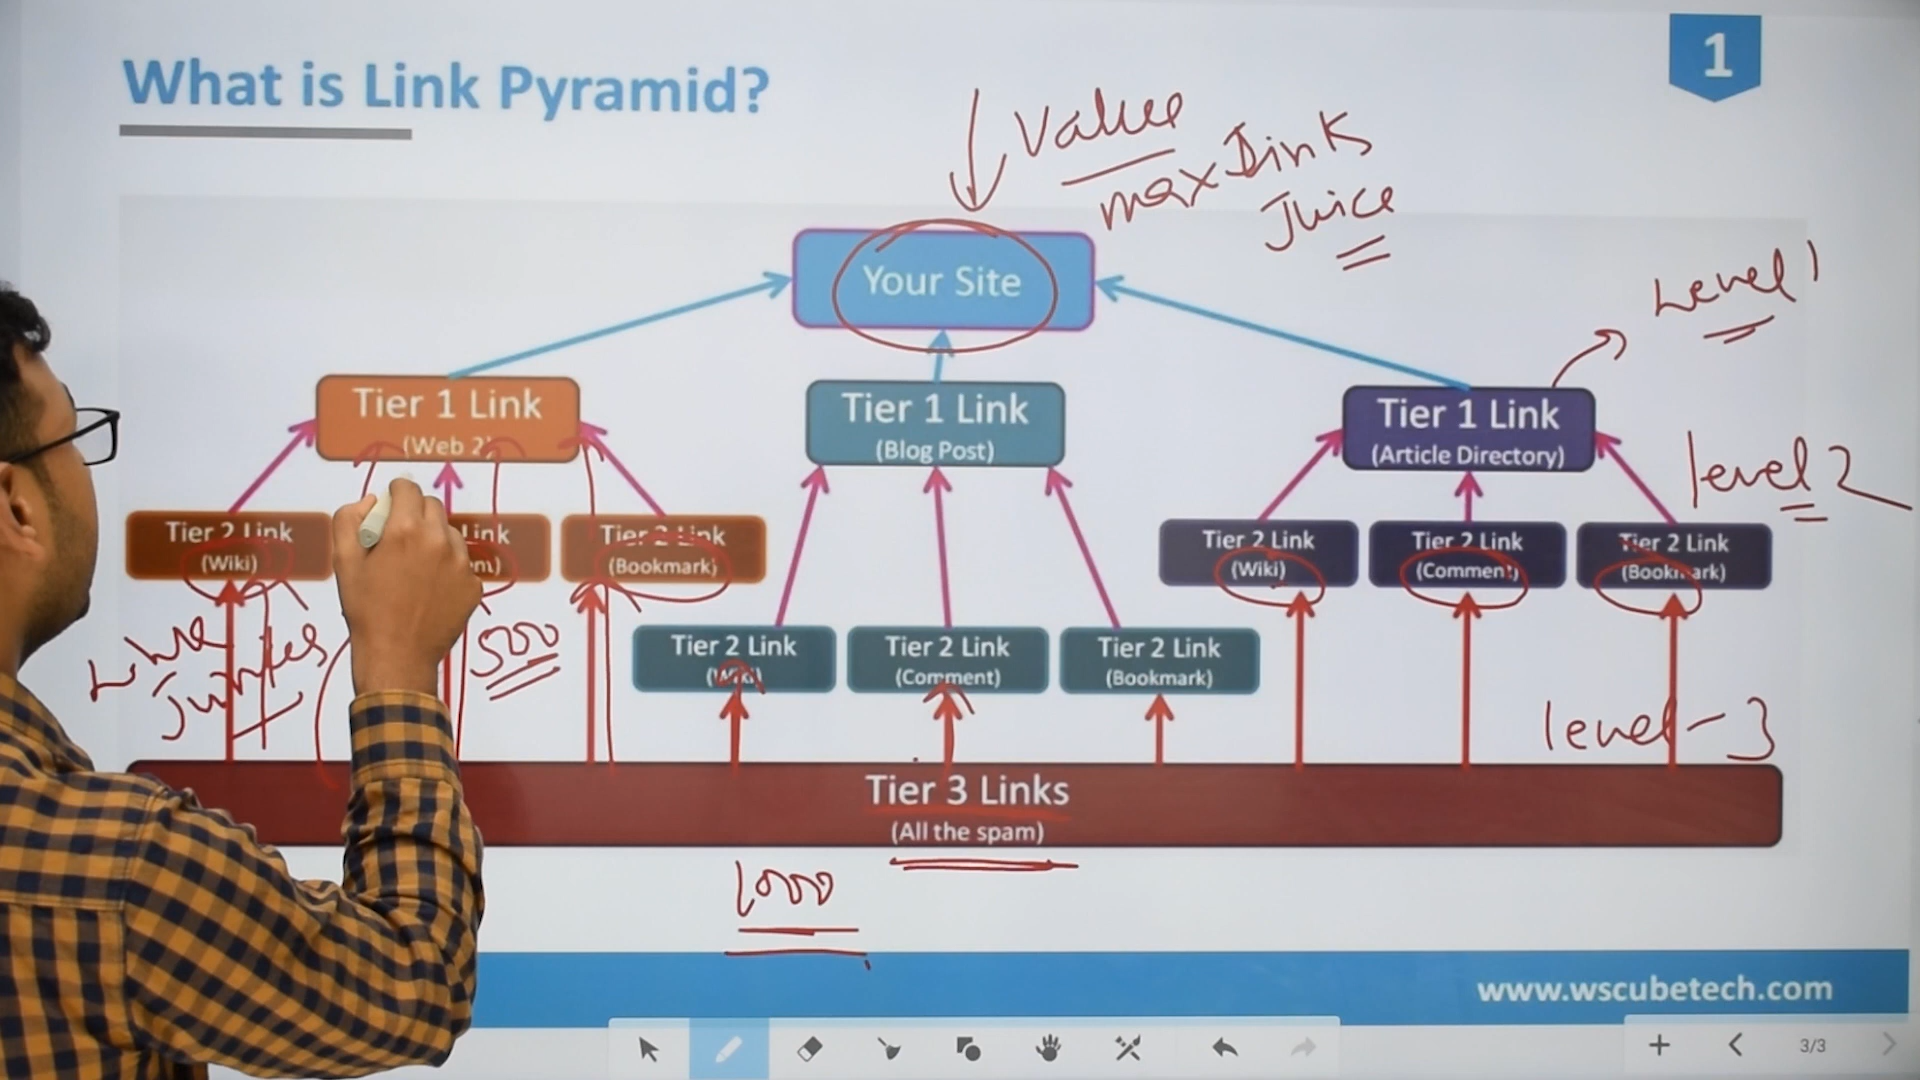 What is Link Pyramid?
1
Value
max Links
Juice
Your Site
Level 1
Tier 1 Link
(Web 2)
Tier 1 Link
(Blog Post)
Tier 1 Link
(Article Directory)
level 2
Tier 2 Link
(Wiki)
Link
Tier 2 Link
(Bookmark)
Tier 2 Link
(Wiki)
Tier 2 Link
(Comment)
Tier 2 Link
(Bookmark)
500
Tier 2 Link
(Wiki)
Tier 2 Link
(Comment)
Tier 2 Link
(Bookmark)
level-3
Tier 3 Links
(All the spam)
1000
www.wscubetech.com
3/3